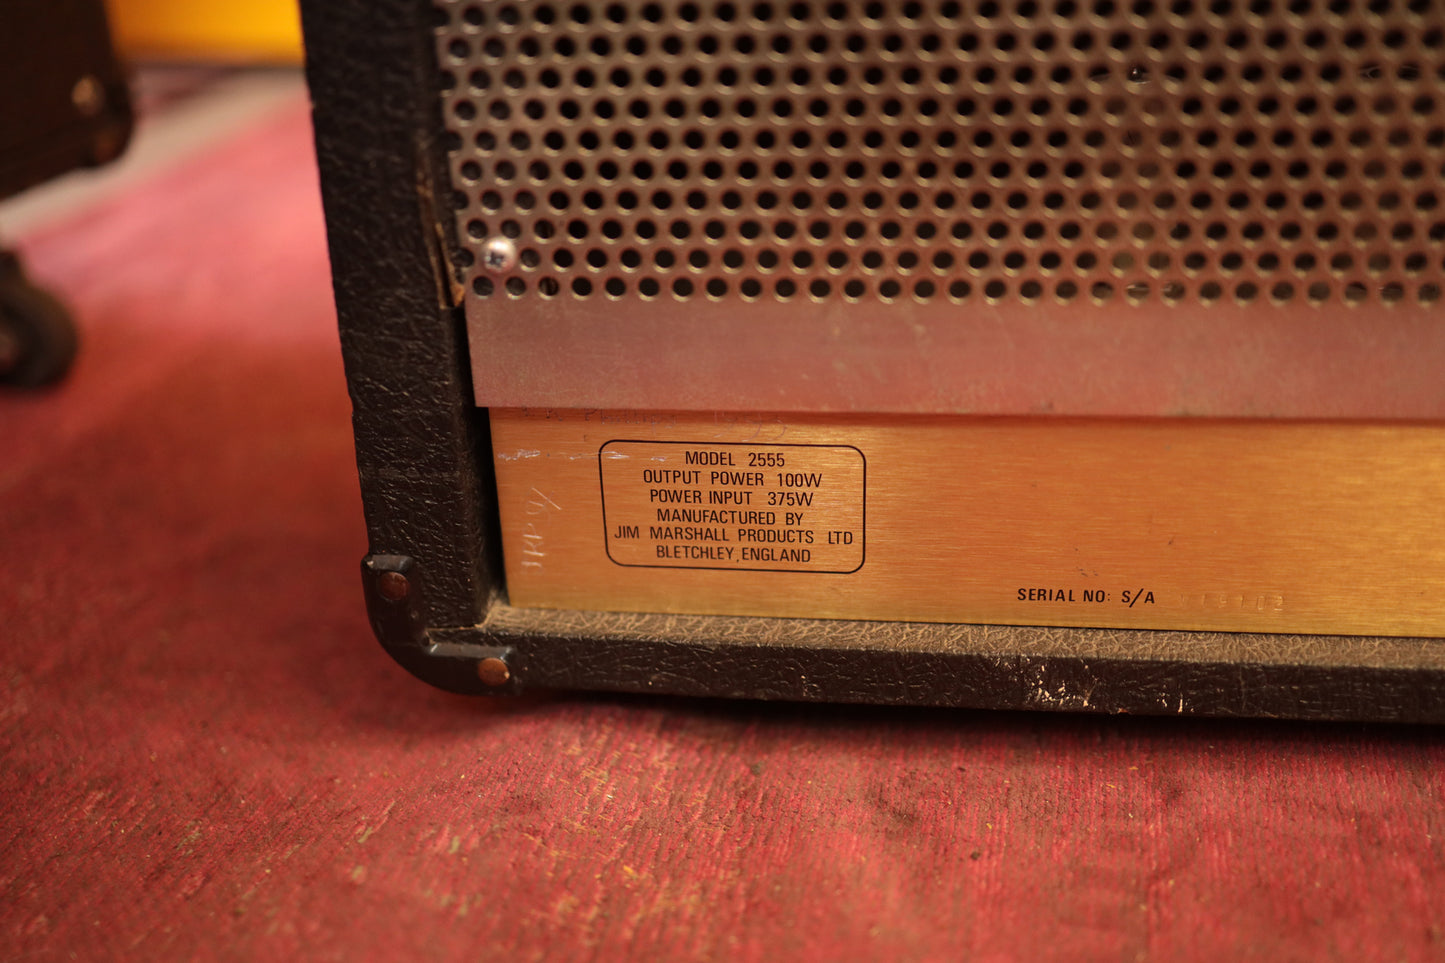 MODEL 2555
OUTPUT POWER 100W
POWER INPUT 375W
MANUFACTURED BY
JIM MARSHALL PRODUCTS LTD
BLETCHLEY, ENGLAND
SERIAL NO: S/A